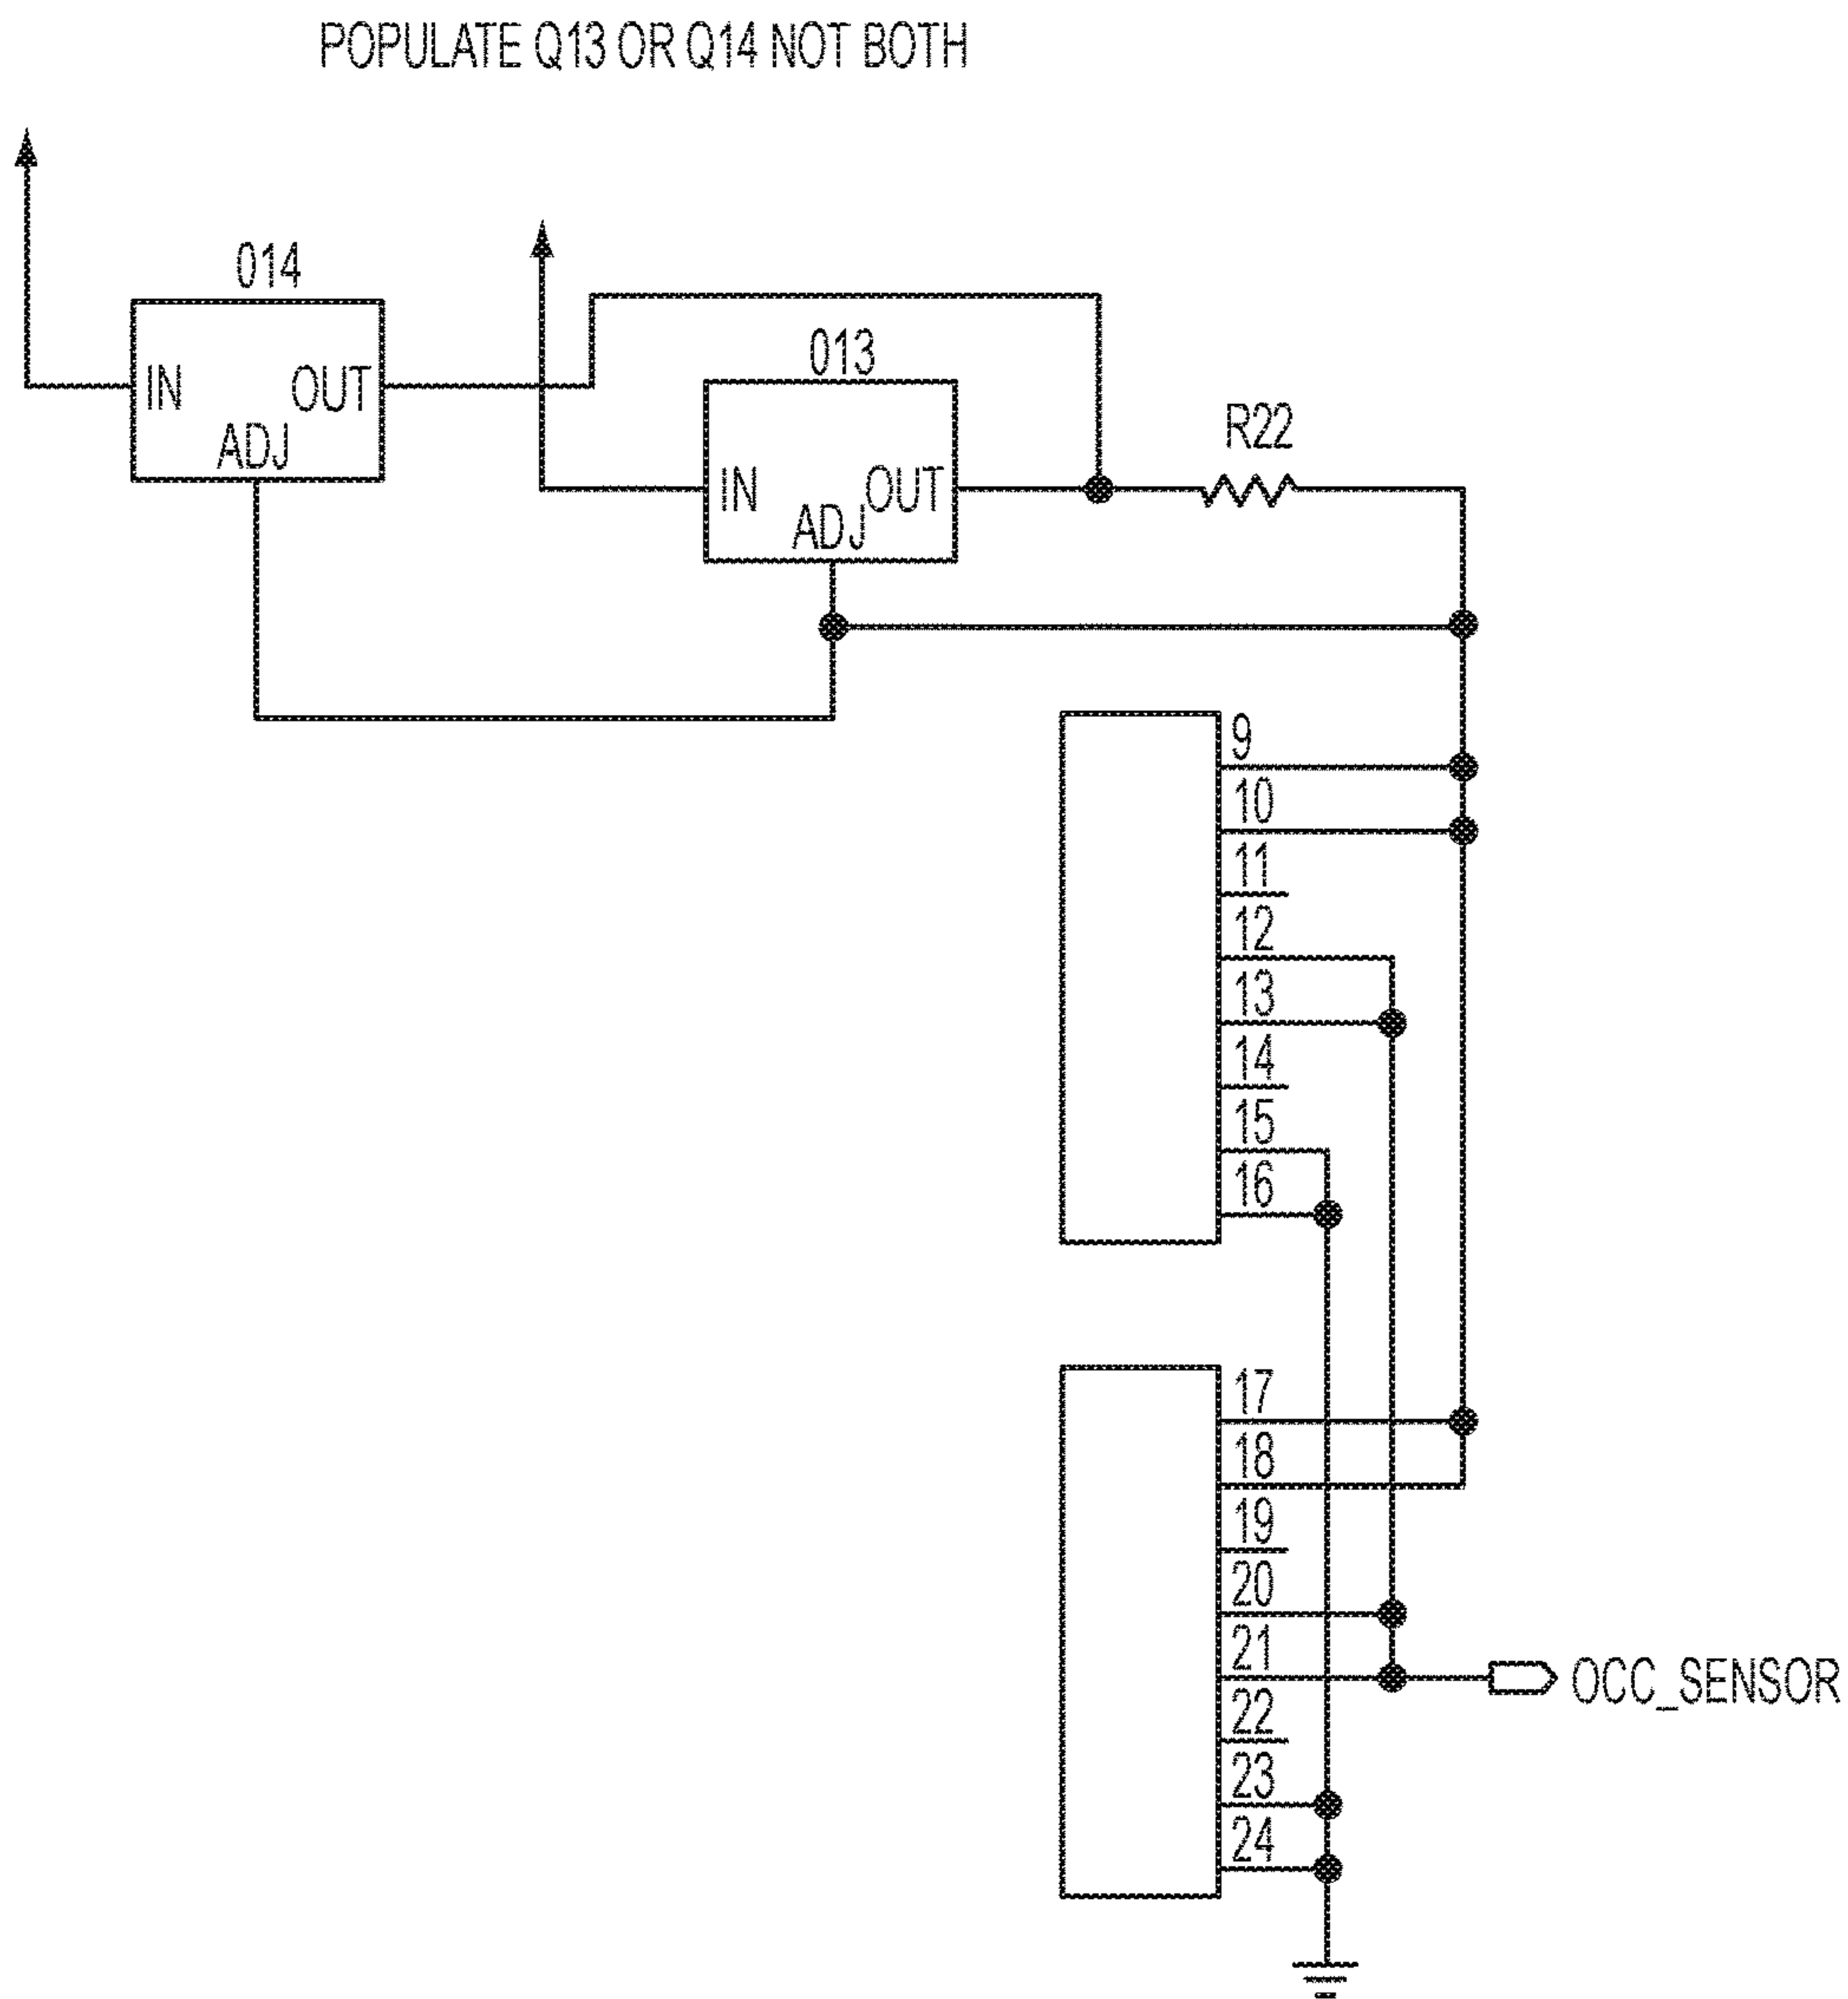 POPULATE Q13 OR Q14 NOT BOTH
014
IN OUT
ADJ
013
IN OUT
ADJ
R22
9
10
11
12
13
14
15
16
17
18
19
20
21
OCC_SENSOR
22
23
24